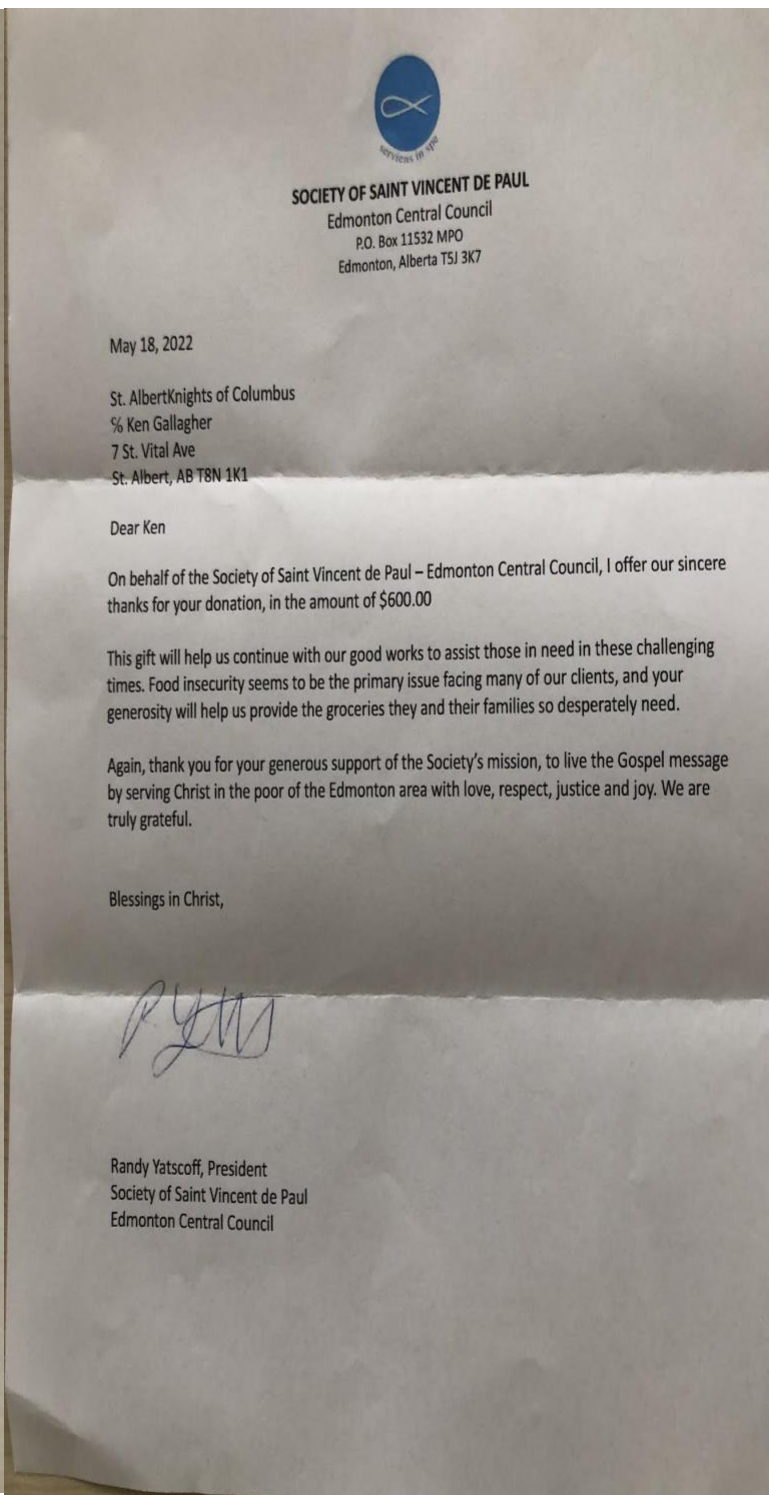 serviens in spe
SOCIETY OF SAINT VINCENT DE PAUL
Edmonton Central Council
P.O. Box 11532 MPO
Edmonton, Alberta T5J 3K7
May 18, 2022
St. AlbertKnights of Columbus
℅ Ken Gallagher
7 St. Vital Ave
St. Albert, AB T8N 1K1
Dear Ken
On behalf of the Society of Saint Vincent de Paul – Edmonton Central Council, I offer our sincere
thanks for your donation, in the amount of $600.00
This gift will help us continue with our good works to assist those in need in these challenging
times. Food insecurity seems to be the primary issue facing many of our clients, and your
generosity will help us provide the groceries they and their families so desperately need.
Again, thank you for your generous support of the Society's mission, to live the Gospel message
by serving Christ in the poor of the Edmonton area with love, respect, justice and joy. We are
truly grateful.
Blessings in Christ,
Randy Yatscoff, President
Society of Saint Vincent de Paul
Edmonton Central Council